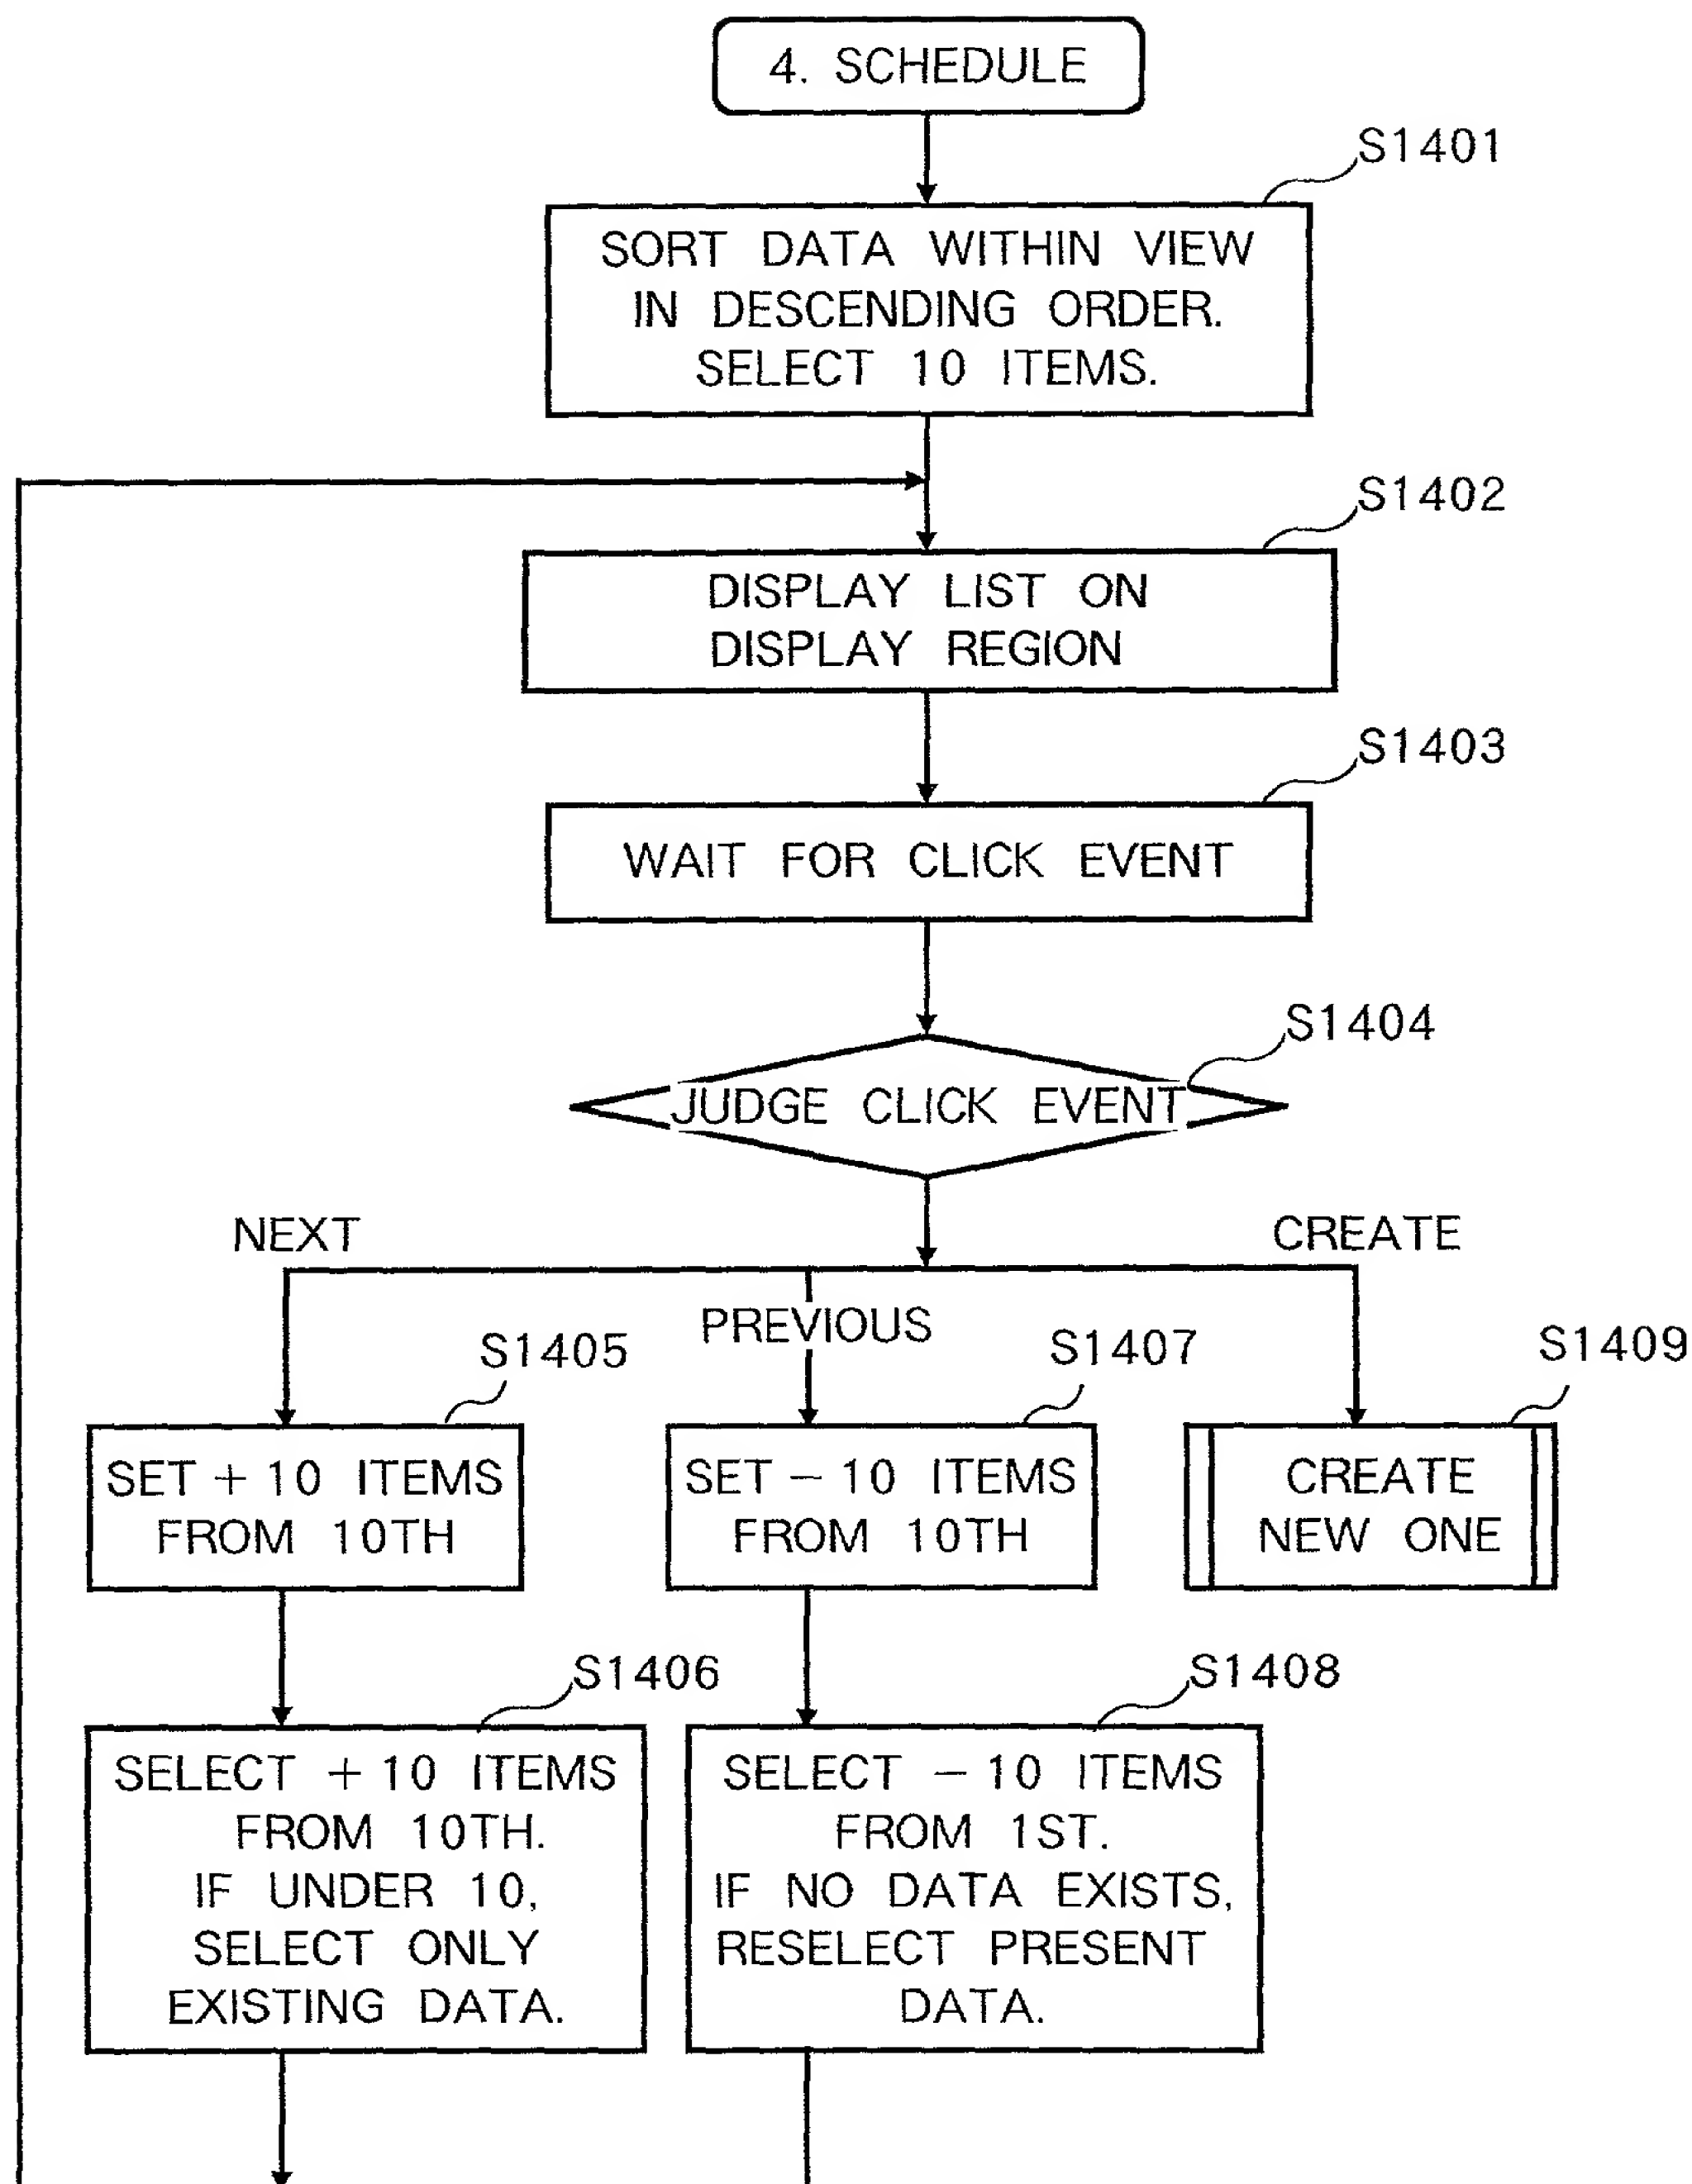 4. SCHEDULE
S1401
SORT DATA WITHIN VIEW
IN DESCENDING ORDER.
SELECT 10 ITEMS.
S1402
DISPLAY LIST ON
DISPLAY REGION
S1403
WAIT FOR CLICK EVENT
S1404
JUDGE CLICK EVENT
NEXT
PREVIOUS
CREATE
S1405
SET + 10 ITEMS
FROM 10TH
S1407
SET − 10 ITEMS
FROM 10TH
S1409
CREATE
NEW ONE
S1406
SELECT + 10 ITEMS
FROM 10TH.
IF UNDER 10,
SELECT ONLY
EXISTING DATA.
S1408
SELECT − 10 ITEMS
FROM 1ST.
IF NO DATA EXISTS,
RESELECT PRESENT
DATA.